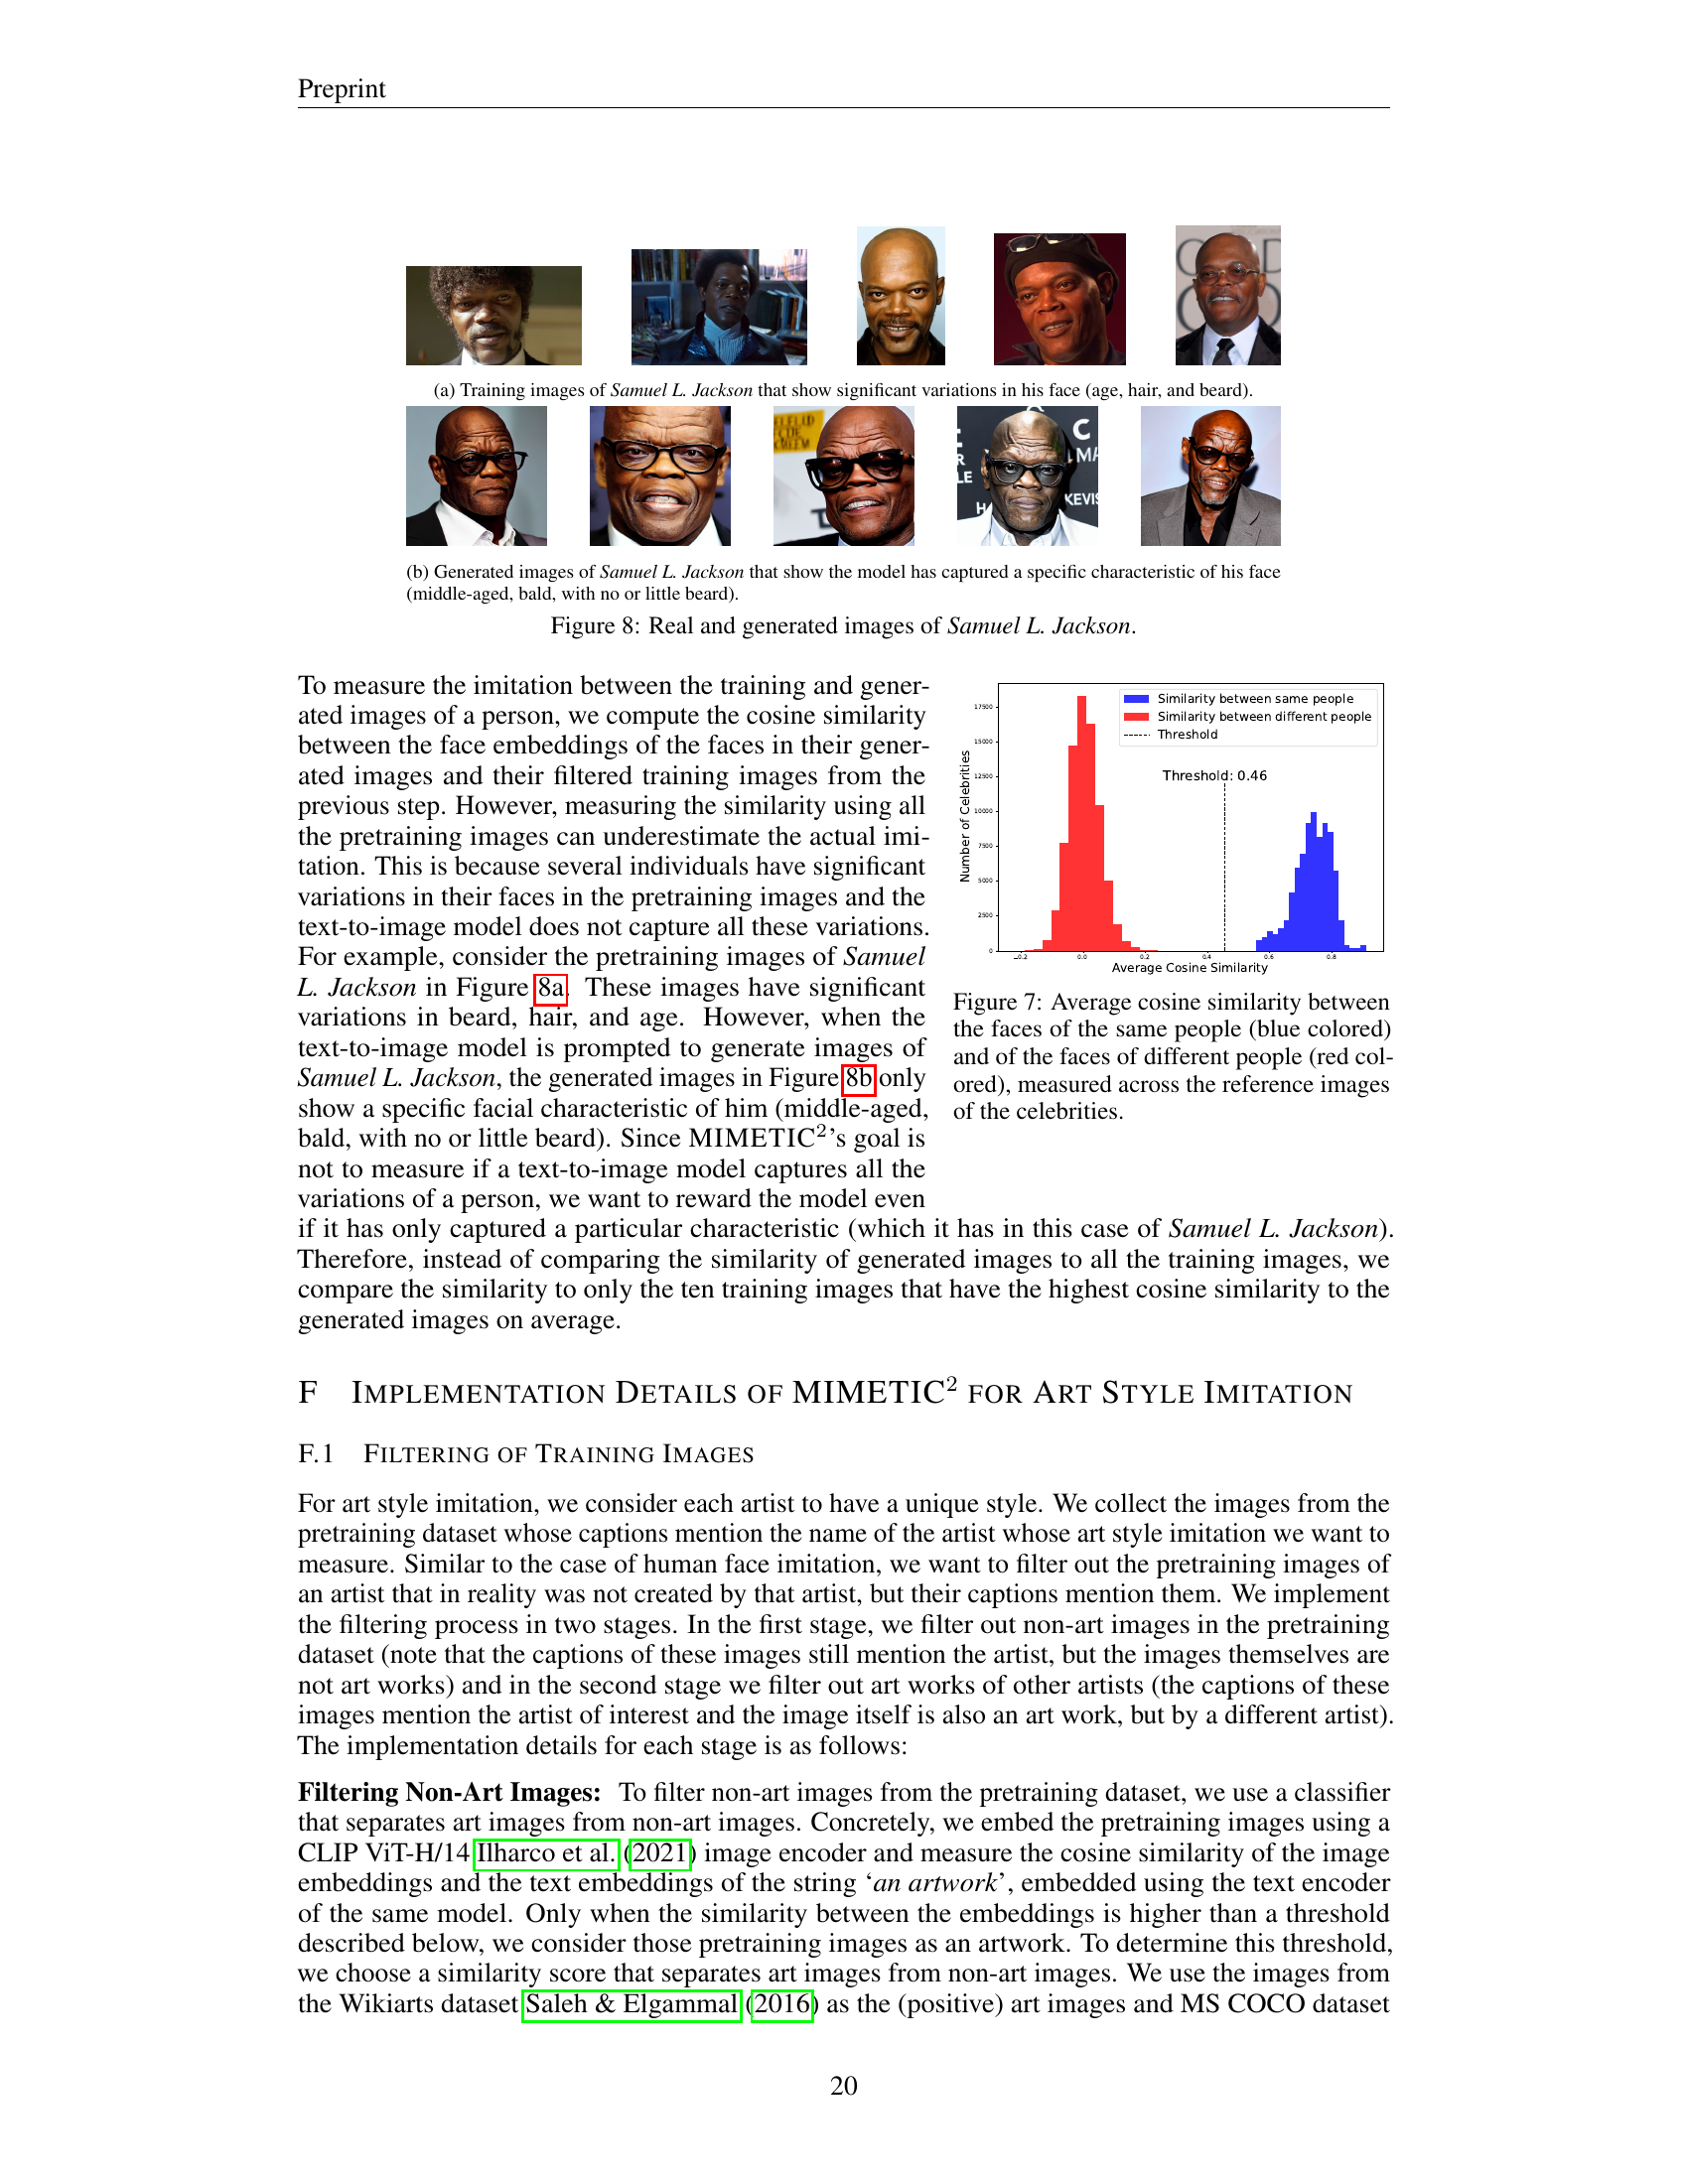 Preprint
(a) Training images of Samuel L. Jackson that show significant variations in his face (age, hair, and beard).
(b) Generated images of Samuel L. Jackson that show the model has captured a specific characteristic of his face
(middle-aged, bald, with no or little beard).
Figure 8: Real and generated images of Samuel L. Jackson.
To measure the imitation between the training and gener-
ated images of a person, we compute the cosine similarity
between the face embeddings of the faces in their gener-
ated images and their filtered training images from the
previous step. However, measuring the similarity using all
the pretraining images can underestimate the actual imi-
tation. This is because several individuals have significant
variations in their faces in the pretraining images and the
text-to-image model does not capture all these variations.
For example, consider the pretraining images of Samuel
L. Jackson in Figure 8a. These images have significant
variations in beard, hair, and age. However, when the
text-to-image model is prompted to generate images of
Samuel L. Jackson, the generated images in Figure 8b only
show a specific facial characteristic of him (middle-aged,
bald, with no or little beard). Since MIMETIC²'s goal is
not to measure if a text-to-image model captures all the
variations of a person, we want to reward the model even
if it has only captured a particular characteristic (which it has in this case of Samuel L. Jackson).
Therefore, instead of comparing the similarity of generated images to all the training images, we
compare the similarity to only the ten training images that have the highest cosine similarity to the
generated images on average.
Similarity between same people
Similarity between different people
Threshold
Threshold: 0.46
Number of Celebrities
17500
15000
12500
10000
7500
5000
2500
0
−0.2 0.0 0.2 0.4 0.6 0.8
Average Cosine Similarity
Figure 7: Average cosine similarity between
the faces of the same people (blue colored)
and of the faces of different people (red col-
ored), measured across the reference images
of the celebrities.
F IMPLEMENTATION DETAILS OF MIMETIC² FOR ART STYLE IMITATION
F.1 FILTERING OF TRAINING IMAGES
For art style imitation, we consider each artist to have a unique style. We collect the images from the
pretraining dataset whose captions mention the name of the artist whose art style imitation we want to
measure. Similar to the case of human face imitation, we want to filter out the pretraining images of
an artist that in reality was not created by that artist, but their captions mention them. We implement
the filtering process in two stages. In the first stage, we filter out non-art images in the pretraining
dataset (note that the captions of these images still mention the artist, but the images themselves are
not art works) and in the second stage we filter out art works of other artists (the captions of these
images mention the artist of interest and the image itself is also an art work, but by a different artist).
The implementation details for each stage is as follows:
Filtering Non-Art Images: To filter non-art images from the pretraining dataset, we use a classifier
that separates art images from non-art images. Concretely, we embed the pretraining images using a
CLIP ViT-H/14 Ilharco et al. (2021) image encoder and measure the cosine similarity of the image
embeddings and the text embeddings of the string ‘an artwork’, embedded using the text encoder
of the same model. Only when the similarity between the embeddings is higher than a threshold
described below, we consider those pretraining images as an artwork. To determine this threshold,
we choose a similarity score that separates art images from non-art images. We use the images from
the Wikiarts dataset Saleh & Elgammal (2016) as the (positive) art images and MS COCO dataset
20